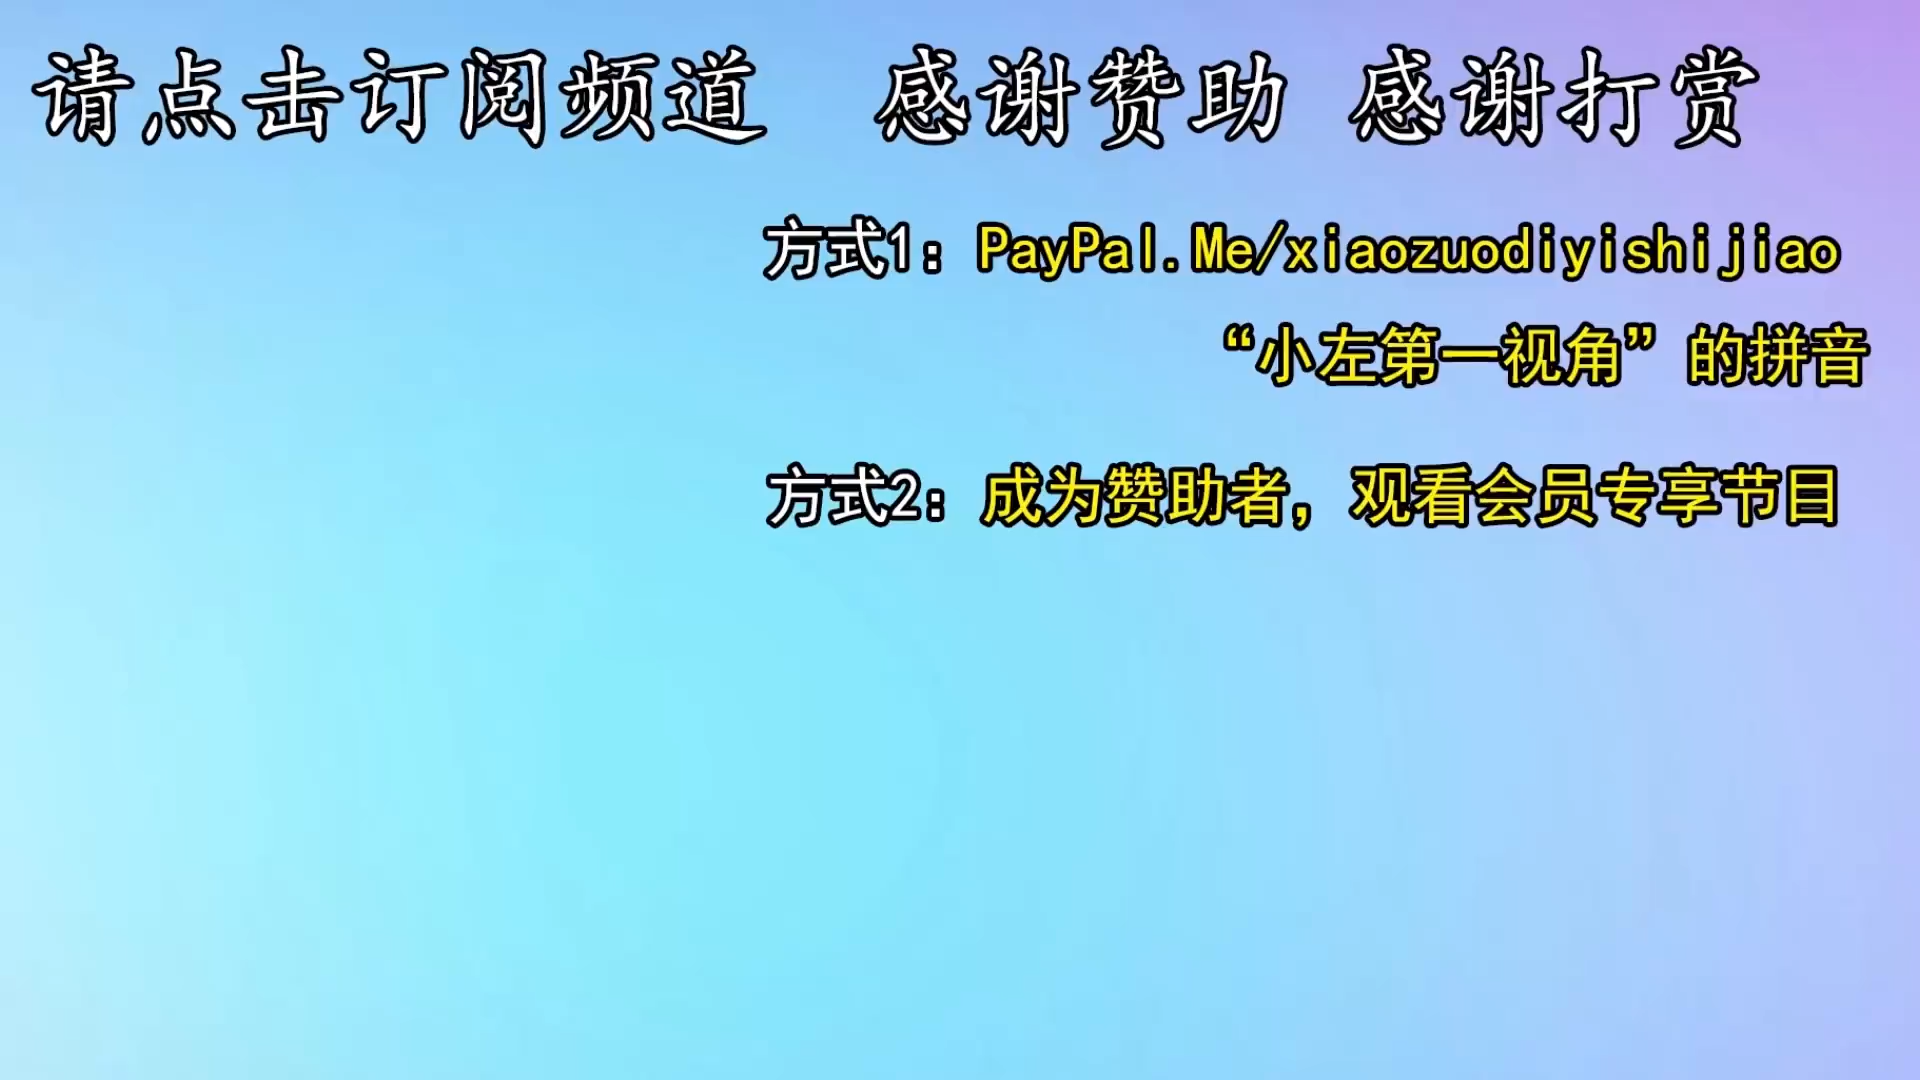 请点击订阅频道 感谢赞助 感谢打赏
方式1：PayPal.Me/xiaozuodiyishijiao
“小左第一视角”的拼音
方式2：成为赞助者，观看会员专享节目